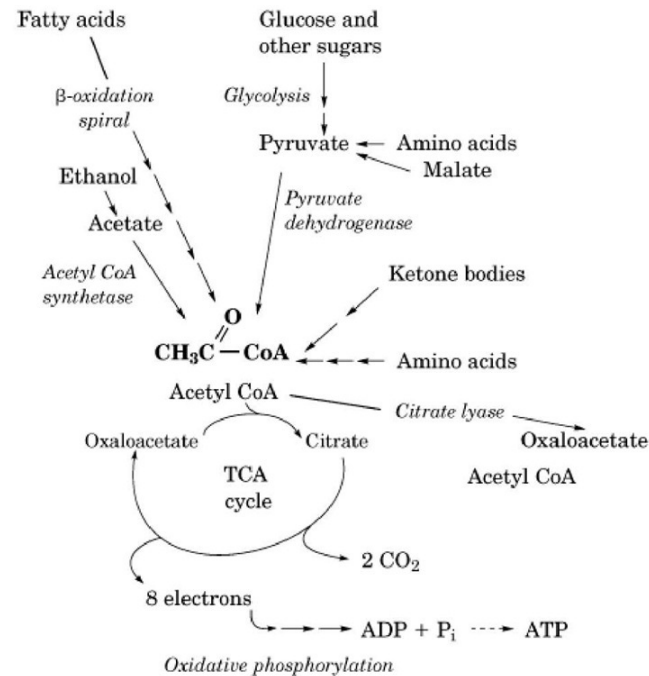 Fatty acids
Glucose and
other sugars
β-oxidation
spiral
Glycolysis
Pyruvate
Amino acids
Malate
Ethanol
Acetate
Pyruvate
dehydrogenase
Acetyl CoA
synthetase
Ketone bodies
O
CH₃C — CoA
Amino acids
Acetyl CoA
Citrate lyase
Oxaloacetate
Citrate
Oxaloacetate
TCA
cycle
Acetyl CoA
2 CO₂
8 electrons
ADP + Pᵢ ATP
Oxidative phosphorylation